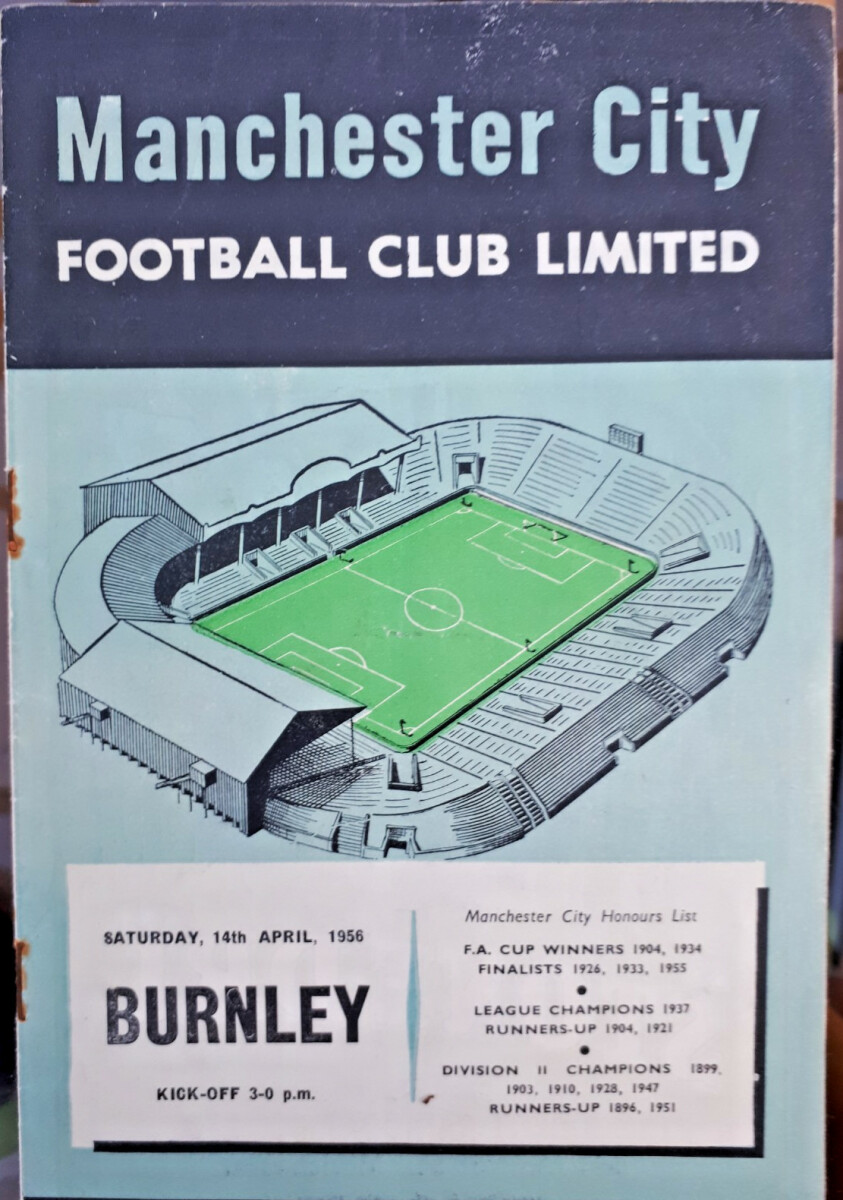 Manchester City
FOOTBALL CLUB LIMITED
SATURDAY, 14th APRIL, 1956
BURNLEY
KICK-OFF 3-0 p.m.
Manchester City Honours List
F.A. CUP WINNERS 1904, 1934
FINALISTS 1926, 1933, 1955
●
LEAGUE CHAMPIONS 1937
RUNNERS-UP 1904, 1921
●
DIVISION II CHAMPIONS 1899,
1903, 1910, 1928, 1947
RUNNERS-UP 1896, 1951